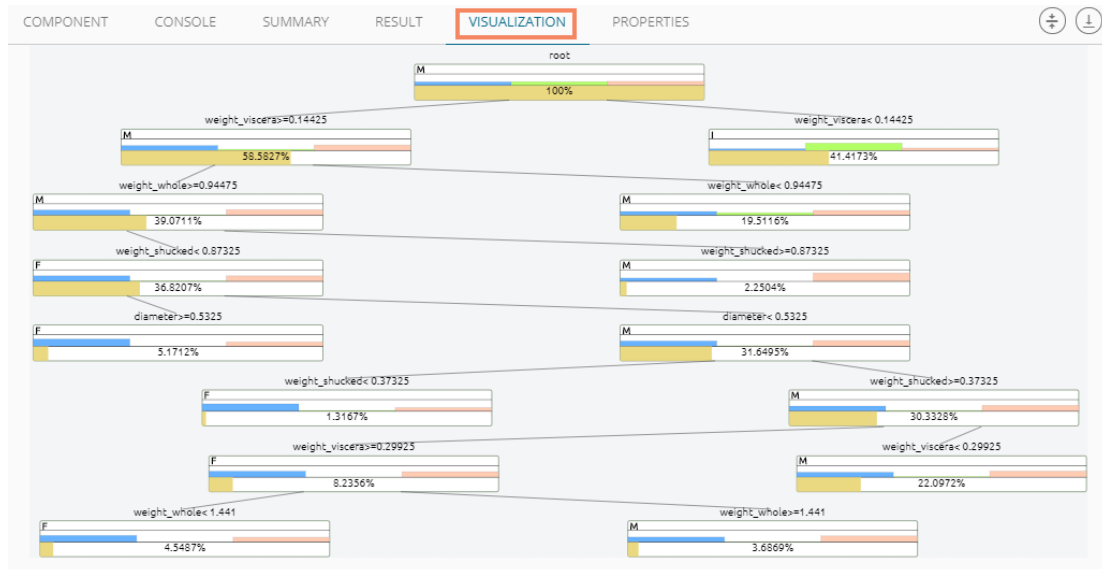 COMPONENT CONSOLE SUMMARY RESULT VISUALIZATION PROPERTIES
root
M
100%
weight_viscera>=0.14425 weight_viscera< 0.14425
M I
58.5827% 41.4173%
weight_whole>=0.94475 weight_whole< 0.94475
M M
39.0711% 19.5116%
weight_shucked< 0.87325 weight_shucked>=0.87325
F M
36.8207% 2.2504%
diameter>=0.5325 diameter< 0.5325
F M
5.1712% 31.6495%
weight_shucked< 0.37325 weight_shucked>=0.37325
F M
1.3167% 30.3328%
weight_viscera>=0.29925 weight_viscera< 0.29925
F M
8.2356% 22.0972%
weight_whole< 1.441 weight_whole>=1.441
F M
4.5487% 3.6869%